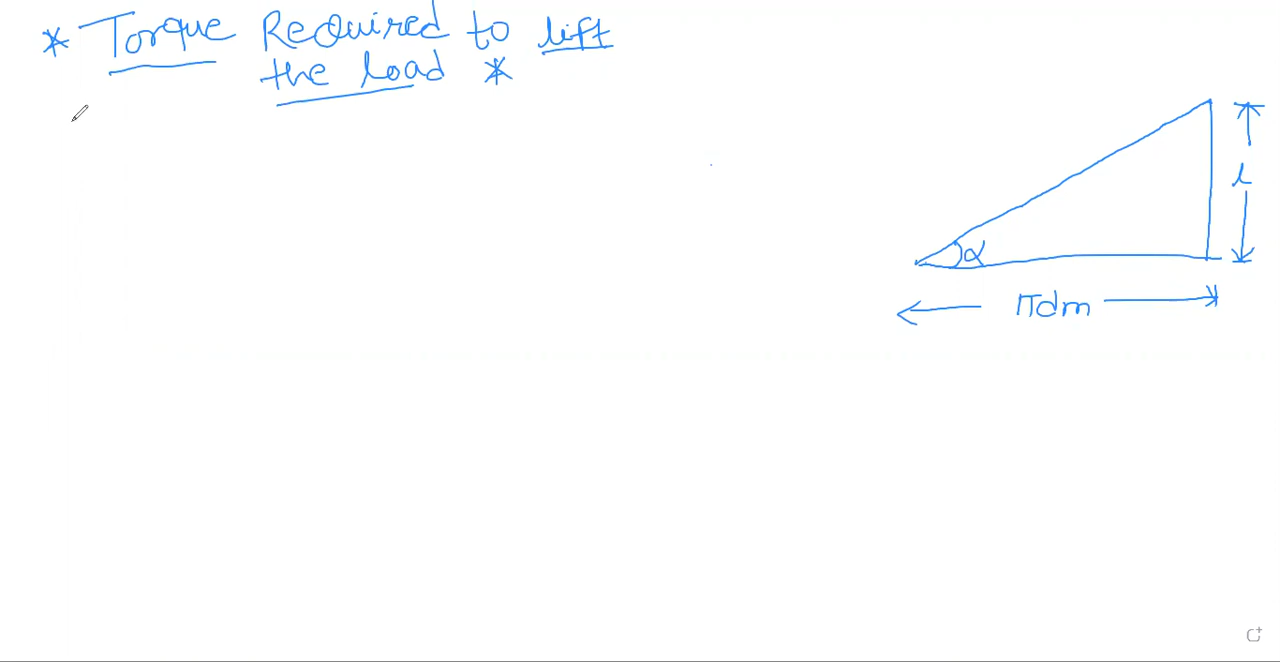 * Torque Required to lift
the load *
l
α
πdm